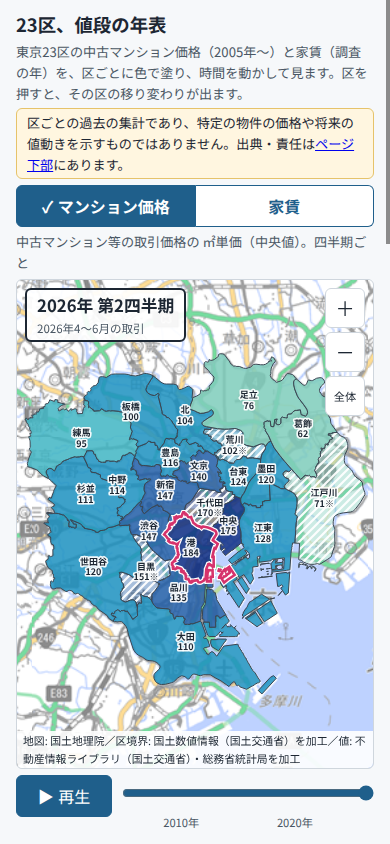 23区、値段の年表
東京23区の中古マンション価格（2005年〜）と家賃（調査
の年）を、区ごとに色で塗り、時間を動かして見ます。区を
押すと、その区の移り変わりが出ます。
区ごとの過去の集計であり、特定の物件の価格や将来の
値動きを示すものではありません。出典・責任はページ
下部にあります。
✓ マンション価格
家賃
中古マンション等の取引価格の ㎡単価（中央値）。四半期ご
と
2026年 第2四半期
2026年4〜6月の取引
＋
−
全体
足立
76
板橋
100
北
104
葛飾
62
練馬
95
荒川
102※
豊島
116
文京
140
台東
124
墨田
120
中野
114
新宿
147
杉並
111
江戸川
71※
千代田
170※
中央
175
渋谷
147
江東
128
港
184
世田谷
120
目黒
151※
品川
135
大田
110
E20
246
E83
多摩川
地図: 国土地理院／区境界: 国土数値情報（国土交通省）を加工／値: 不
動産情報ライブラリ（国土交通省）・総務省統計局を加工
▶ 再生
2010年
2020年